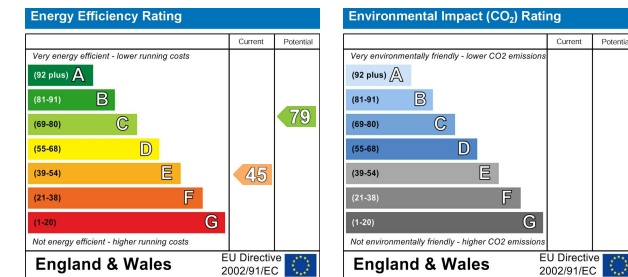 Energy Efficiency Rating
Current Potential
Very energy efficient - lower running costs
(92 plus) A
(81-91) B
(69-80) C
79
(55-68) D
(39-54) E
45
(21-38) F
(1-20) G
Not energy efficient - higher running costs
England & Wales
EU Directive
2002/91/EC
Environmental Impact (CO₂) Rating
Current Potentia
Very environmentally friendly - lower CO2 emissions
(92 plus) A
(81-91) B
(69-80) C
(55-68) D
(39-54) E
(21-38) F
(1-20) G
Not environmentally friendly - higher CO2 emissions
England & Wales
EU Directive
2002/91/EC